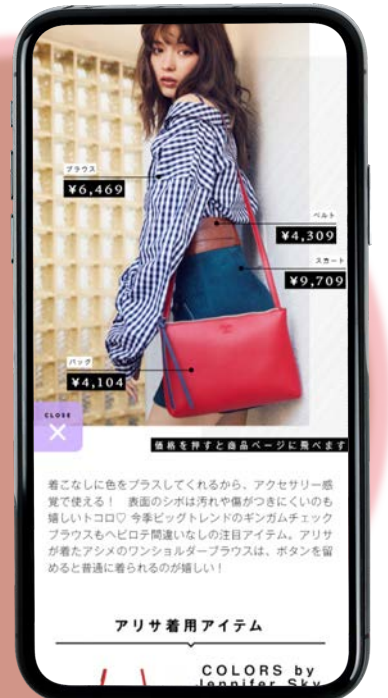 ブラウス
¥6,469
ベルト
¥4,309
スカート
¥9,709
バッグ
¥4,104
CLOSE
価格を押すと商品ページに飛べます
着こなしに色をプラスしてくれるから、アクセサリー感
覚で使える！ 表面のシボは汚れや傷がつきにくいのも
嬉しいトコロ♡ 今季ビッグトレンドのギンガムチェック
ブラウスもヘビロテ間違いなしの注目アイテム。アリサ
が着たアシメのワンショルダーブラウスは、ボタンを留
めると普通に着られるのが嬉しい！
アリサ着用アイテム
COLORS by
Jennifer Sky